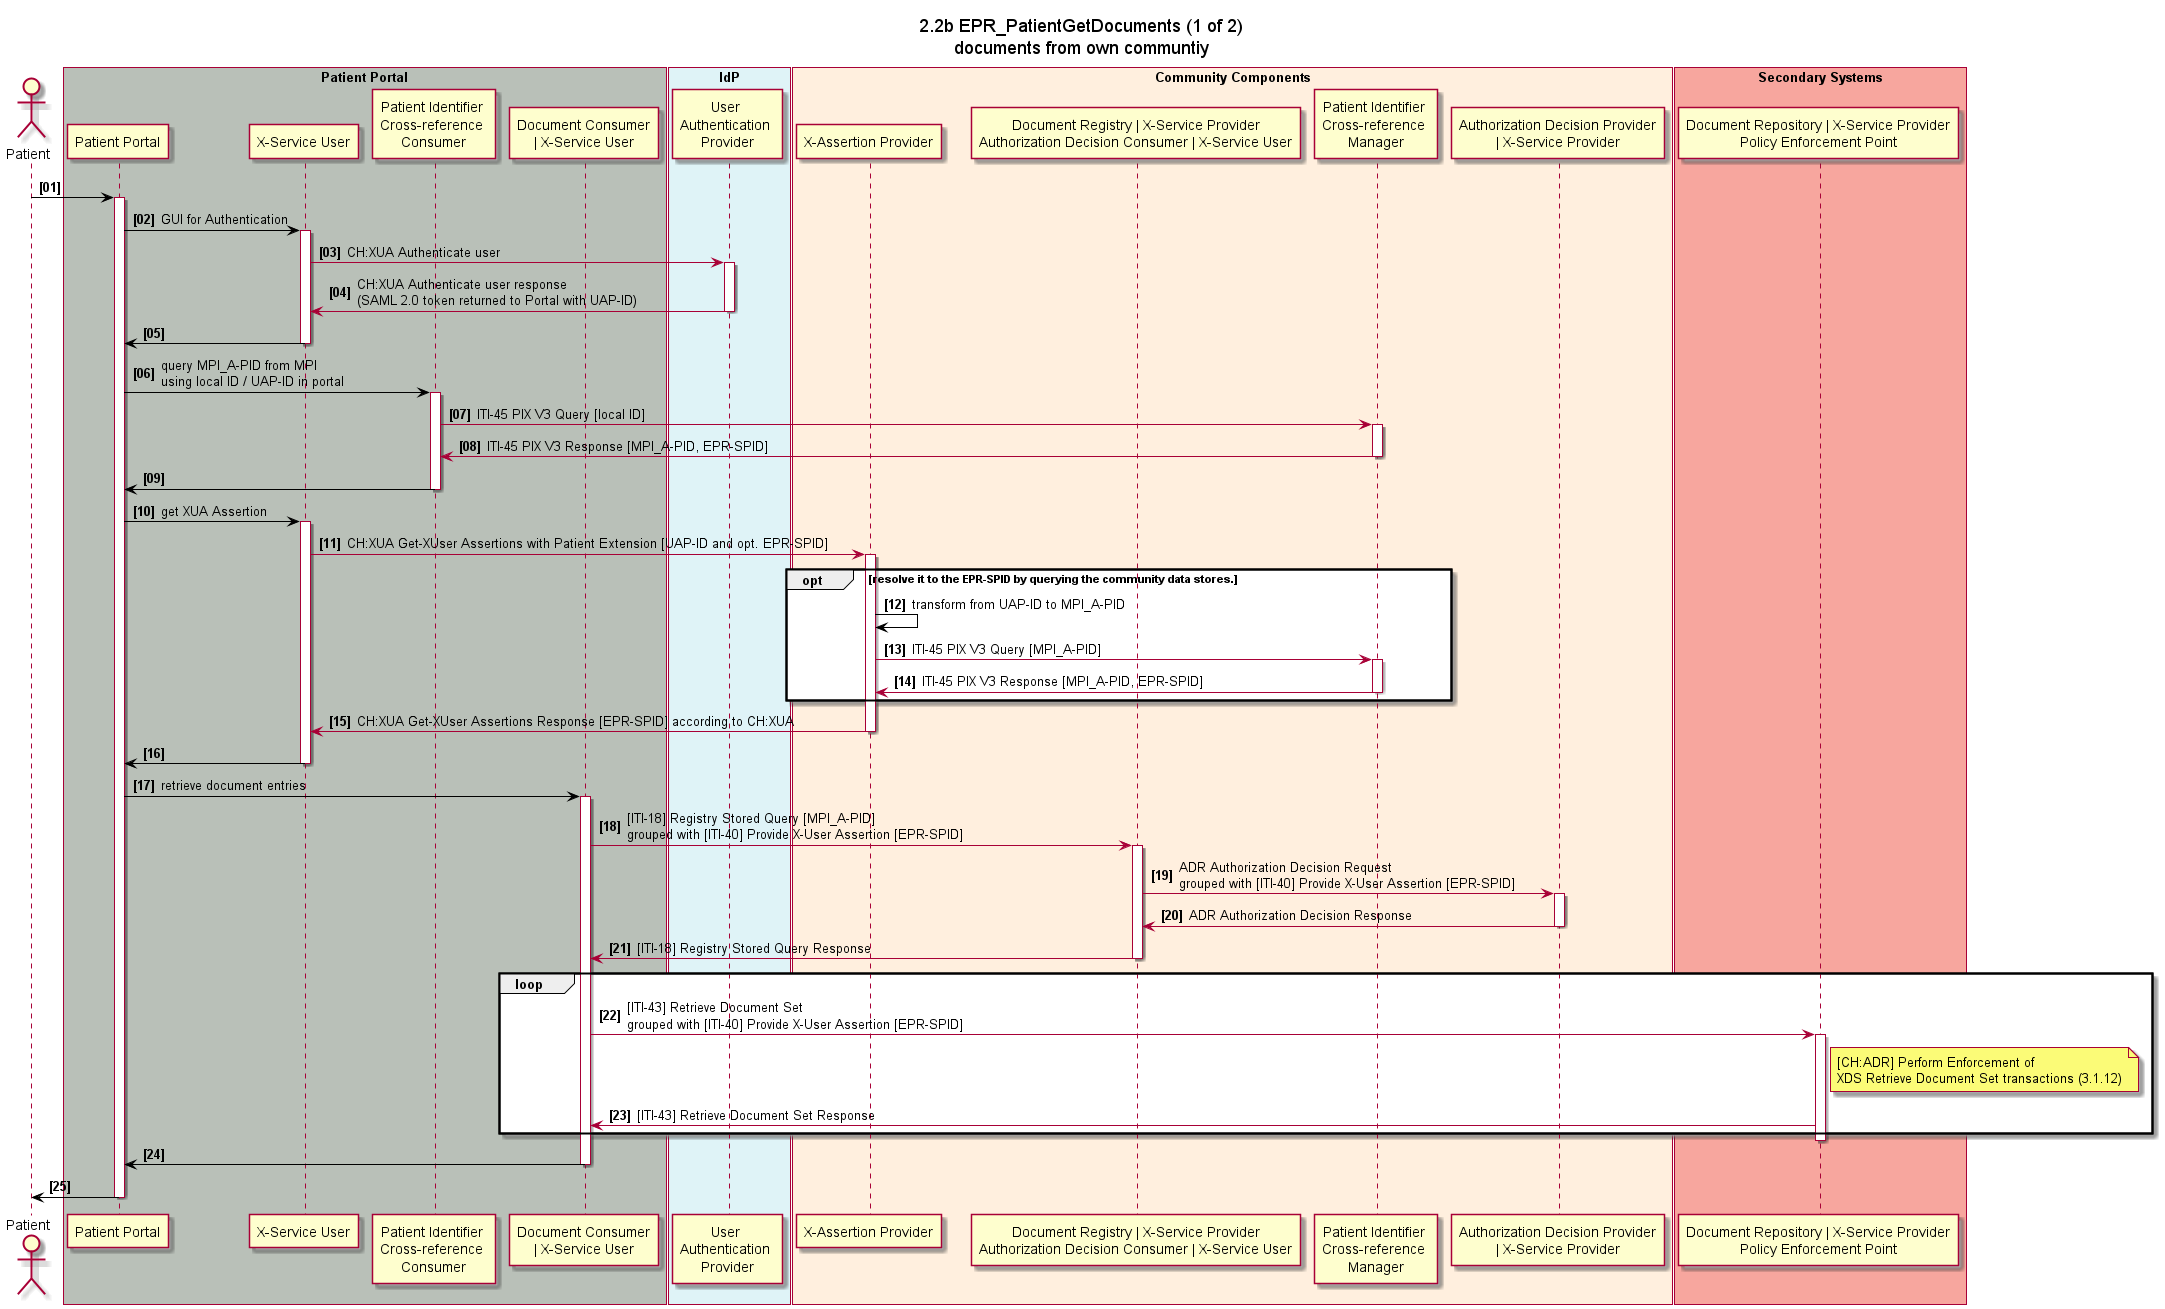 2.2b EPR_PatientGetDocuments (1 of 2)
documents from own communtiy
Patient Portal
IdP
Community Components
Secondary Systems
Patient
Patient Portal
X-Service User
Patient Identifier
Cross-reference
Consumer
Document Consumer
| X-Service User
User
Authentication
Provider
X-Assertion Provider
Document Registry | X-Service Provider
Authorization Decision Consumer | X-Service User
Patient Identifier
Cross-reference
Manager
Authorization Decision Provider
| X-Service Provider
Document Repository | X-Service Provider
Policy Enforcement Point
[01]
[02] GUI for Authentication
[03] CH:XUA Authenticate user
[04] CH:XUA Authenticate user response
(SAML 2.0 token returned to Portal with UAP-ID)
[05]
[06] query MPI_A-PID from MPI
using local ID / UAP-ID in portal
[07] ITI-45 PIX V3 Query [local ID]
[08] ITI-45 PIX V3 Response [MPI_A-PID, EPR-SPID]
[09]
[10] get XUA Assertion
[11] CH:XUA Get-XUser Assertions with Patient Extension [UAP-ID and opt. EPR-SPID]
opt [resolve it to the EPR-SPID by querying the community data stores.]
[12] transform from UAP-ID to MPI_A-PID
[13] ITI-45 PIX V3 Query [MPI_A-PID]
[14] ITI-45 PIX V3 Response [MPI_A-PID, EPR-SPID]
[15] CH:XUA Get-XUser Assertions Response [EPR-SPID] according to CH:XUA
[16]
[17] retrieve document entries
[18] [ITI-18] Registry Stored Query [MPI_A-PID]
grouped with [ITI-40] Provide X-User Assertion [EPR-SPID]
[19] ADR Authorization Decision Request
grouped with [ITI-40] Provide X-User Assertion [EPR-SPID]
[20] ADR Authorization Decision Response
[21] [ITI-18] Registry Stored Query Response
loop
[22] [ITI-43] Retrieve Document Set
grouped with [ITI-40] Provide X-User Assertion [EPR-SPID]
[CH:ADR] Perform Enforcement of
XDS Retrieve Document Set transactions (3.1.12)
[23] [ITI-43] Retrieve Document Set Response
[24]
[25]
Patient
Patient Portal
X-Service User
Patient Identifier
Cross-reference
Consumer
Document Consumer
| X-Service User
User
Authentication
Provider
X-Assertion Provider
Document Registry | X-Service Provider
Authorization Decision Consumer | X-Service User
Patient Identifier
Cross-reference
Manager
Authorization Decision Provider
| X-Service Provider
Document Repository | X-Service Provider
Policy Enforcement Point